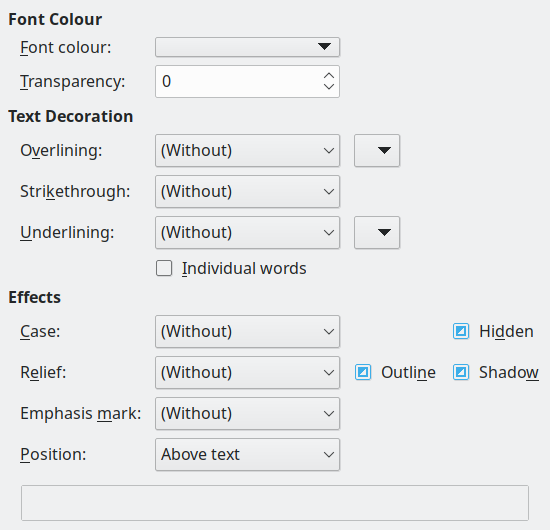 Font Colour
Font colour:
Transparency: 0
Text Decoration
Overlining: (Without)
Strikethrough: (Without)
Underlining: (Without)
Individual words
Effects
Case: (Without) Hidden
Relief: (Without) Outline Shadow
Emphasis mark: (Without)
Position: Above text